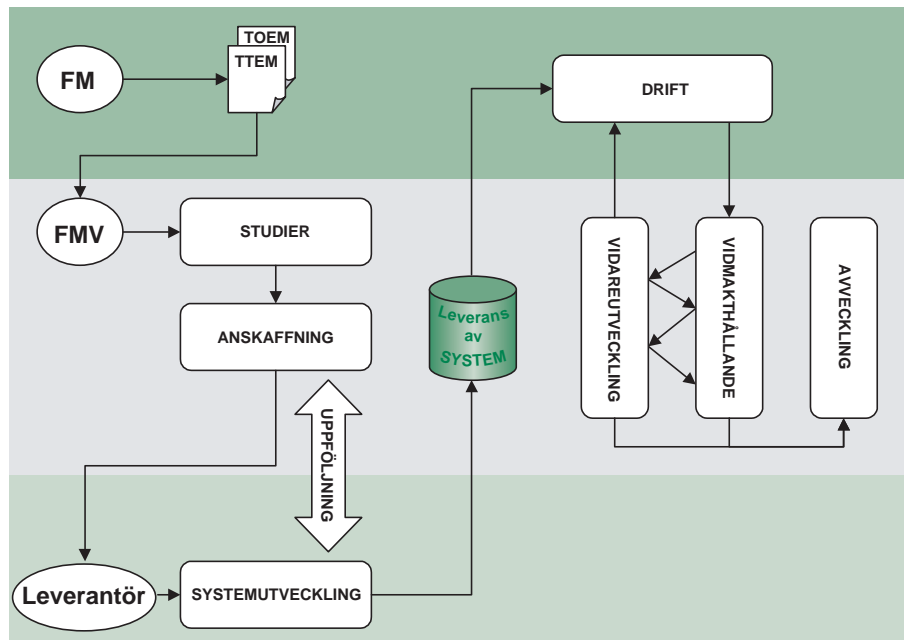 TOEM
TTEM
FM
DRIFT
FMV
STUDIER
ANSKAFFNING
Leverans
av
SYSTEM
VIDAREUTVECKLING
VIDMAKTHÅLLANDE
AVVECKLING
UPPFÖLJNING
Leverantör
SYSTEMUTVECKLING